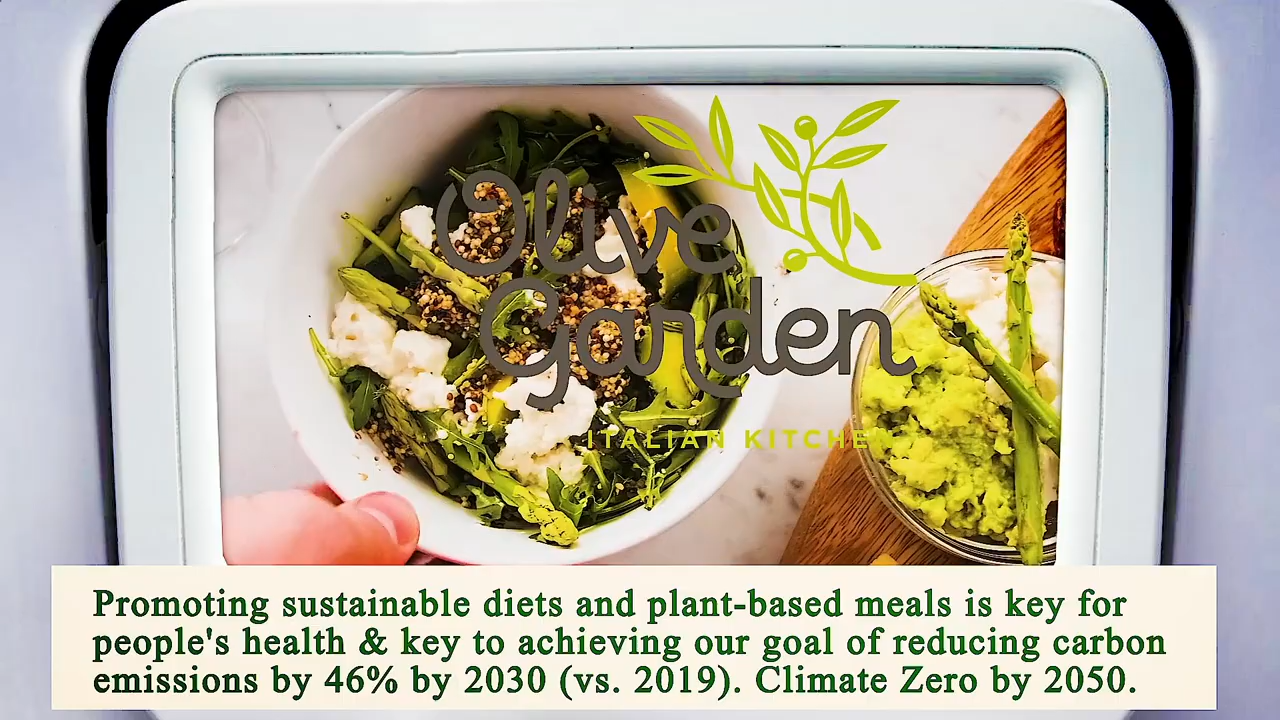 Olive
Garden
ITALIAN KITCHEN
Promoting sustainable diets and plant-based meals is key for
people's health & key to achieving our goal of reducing carbon
emissions by 46% by 2030 (vs. 2019). Climate Zero by 2050.